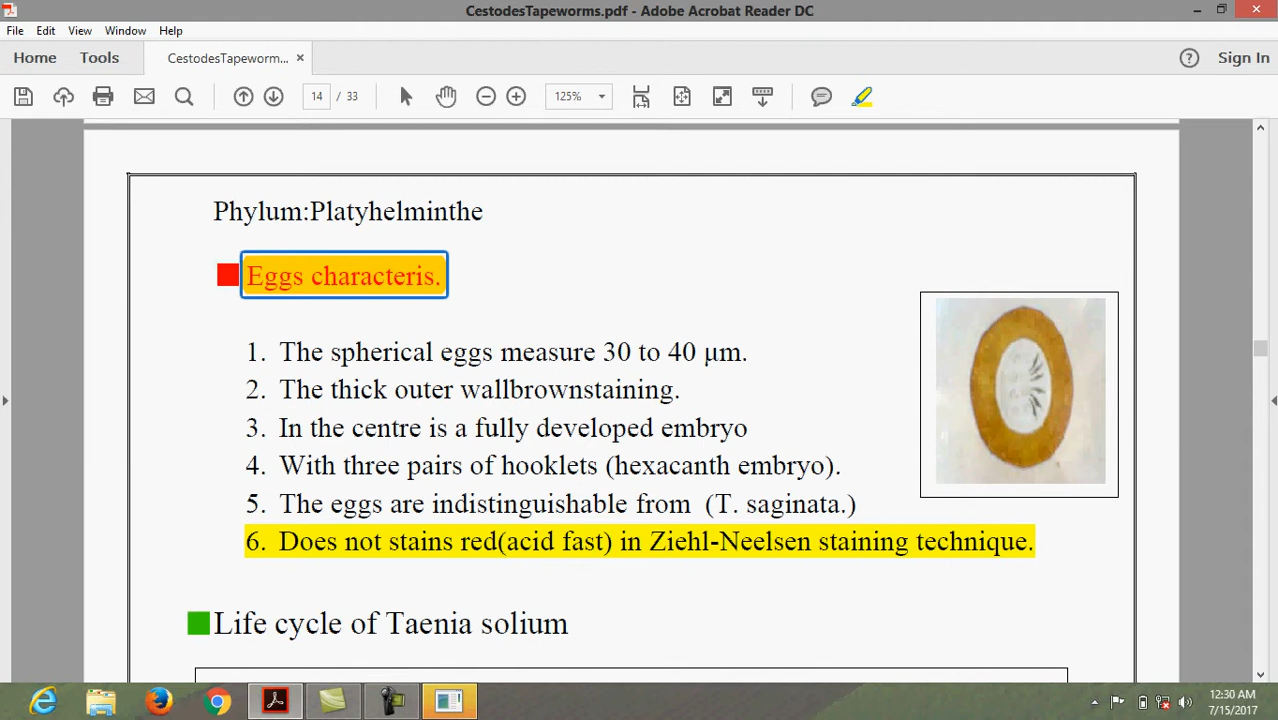 CestodesTapeworms.pdf - Adobe Acrobat Reader DC
File Edit View Window Help
Home Tools CestodesTapeworm... × Sign In
14 / 33 125%
Phylum:Platyhelminthe
Eggs characteris.
1. The spherical eggs measure 30 to 40 µm.
2. The thick outer wallbrownstaining.
3. In the centre is a fully developed embryo
4. With three pairs of hooklets (hexacanth embryo).
5. The eggs are indistinguishable from (T. saginata.)
6. Does not stains red(acid fast) in Ziehl-Neelsen staining technique.
Life cycle of Taenia solium
12:30 AM
7/15/2017